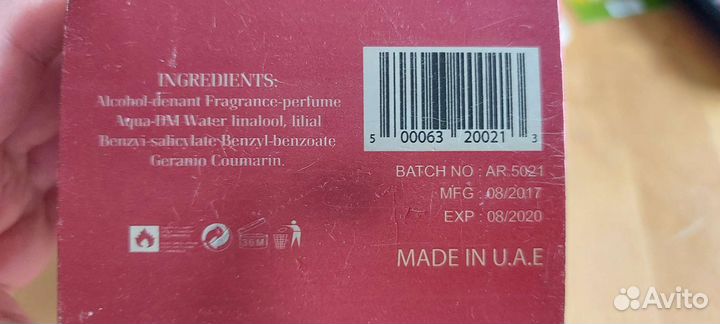 INGREDIENTS:
Alcohol-denant Fragrance-perfume
Aqua-DM Water linalool, lilial
Benzyi-salicylate Benzyl-benzoate
Geranio Coumarin.
5 00063 20021 3
BATCH NO : AR.5021
MFG : 08/2017
EXP : 08/2020
36M
MADE IN U.A.E
Avito